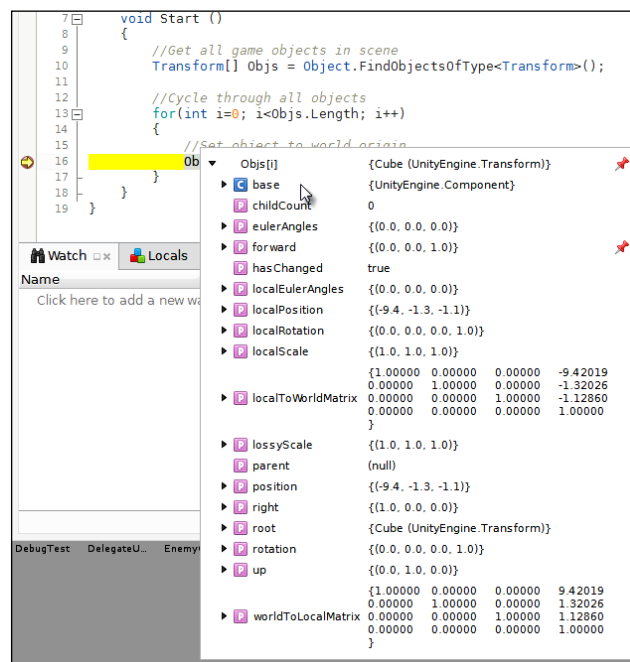 7 void Start ()
8 {
9 //Get all game objects in scene
10 Transform[] Objs = Object.FindObjectsOfType<Transform>();
11
12 //Cycle through all objects
13 for(int i=0; i<Objs.Length; i++)
14 {
15 //Set object to world origin
16 Ob
17 }
18 }
19 }
Objs[i] {Cube (UnityEngine.Transform)}
C base {UnityEngine.Component}
P childCount 0
P eulerAngles {(0.0, 0.0, 0.0)}
P forward {(0.0, 0.0, 1.0)}
P hasChanged true
P localEulerAngles {(0.0, 0.0, 0.0)}
P localPosition {(-9.4, -1.3, -1.1)}
P localRotation {(0.0, 0.0, 0.0, 1.0)}
P localScale {(1.0, 1.0, 1.0)}
{1.00000 0.00000 0.00000 -9.42019
0.00000 1.00000 0.00000 -1.32026
P localToWorldMatrix 0.00000 0.00000 1.00000 -1.12860
0.00000 0.00000 0.00000 1.00000
}
P lossyScale {(1.0, 1.0, 1.0)}
P parent (null)
P position {(-9.4, -1.3, -1.1)}
P right {(1.0, 0.0, 0.0)}
P root {Cube (UnityEngine.Transform)}
P rotation {(0.0, 0.0, 0.0, 1.0)}
P up {(0.0, 1.0, 0.0)}
{1.00000 0.00000 0.00000 9.42019
0.00000 1.00000 0.00000 1.32026
P worldToLocalMatrix 0.00000 0.00000 1.00000 1.12860
0.00000 0.00000 0.00000 1.00000
}
Watch Locals
Name
Click here to add a new wa
DebugTest DelegateU... Enemy